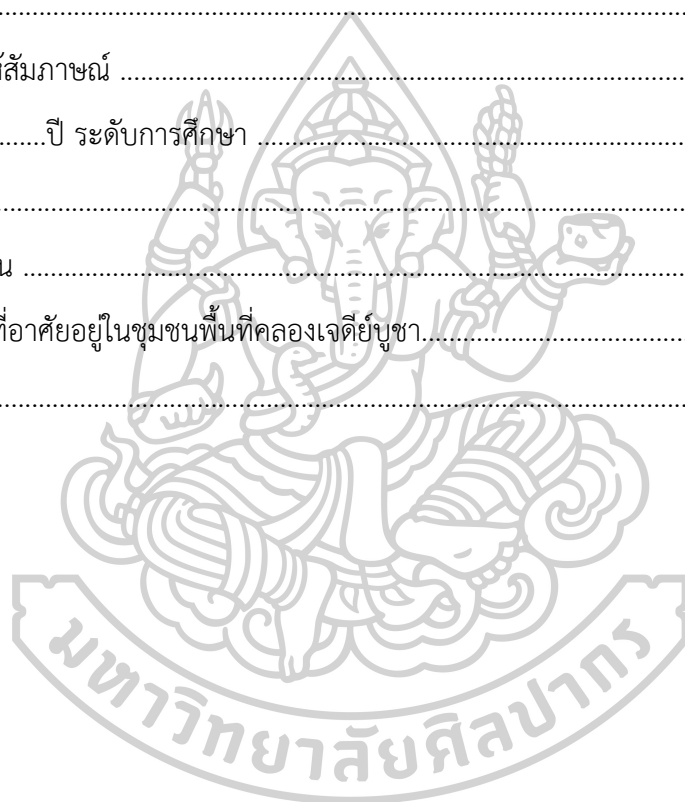 ................................................................................................
สัมภาษณ์ ................................................................................
.......ปี ระดับการศึกษา ............................................................
................................................................................................
น ................................................................................................
ที่อาศัยอยู่ในชุมชนพื้นที่คลองเจดีย์บูชา........................................
................................................................................................
มหาวิทยาลัยศิลปากร